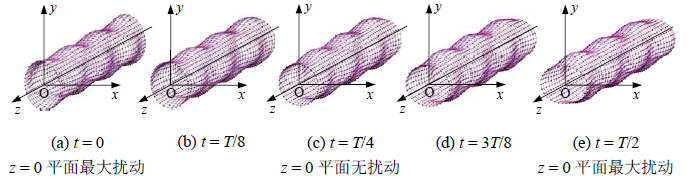 y y y y y
O O O O O
x x x x x
z z z z z
(a) t = 0 (b) t = T/8 (c) t = T/4 (d) t = 3T/8 (e) t = T/2
z = 0 平面最大扰动 z = 0 平面无扰动 z = 0 平面最大扰动